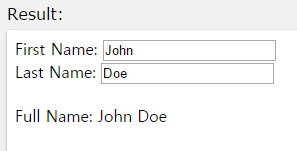 Result:
First Name: John
Last Name: Doe
Full Name: John Doe